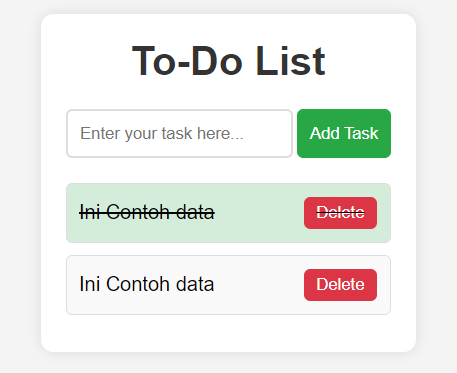 To-Do List
Enter your task here... Add Task
Ini Contoh data Delete
Ini Contoh data Delete